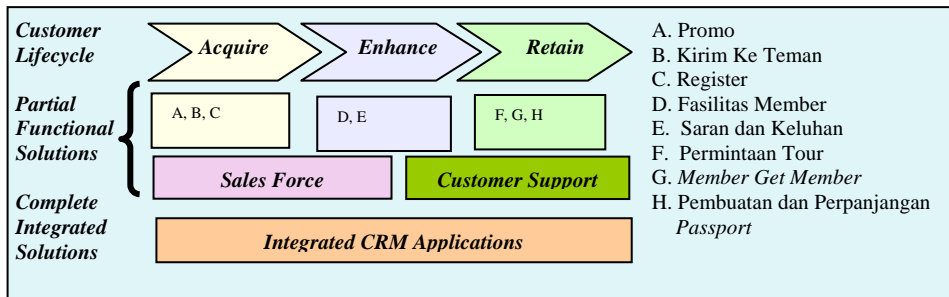 Customer
Lifecycle
Acquire
Enhance
Retain
Partial
Functional
Solutions
A, B, C
D, E
F, G, H
Sales Force
Customer Support
Complete
Integrated
Solutions
Integrated CRM Applications
A. Promo
B. Kirim Ke Teman
C. Register
D. Fasilitas Member
E. Saran dan Keluhan
F. Permintaan Tour
G. Member Get Member
H. Pembuatan dan Perpanjangan
Passport